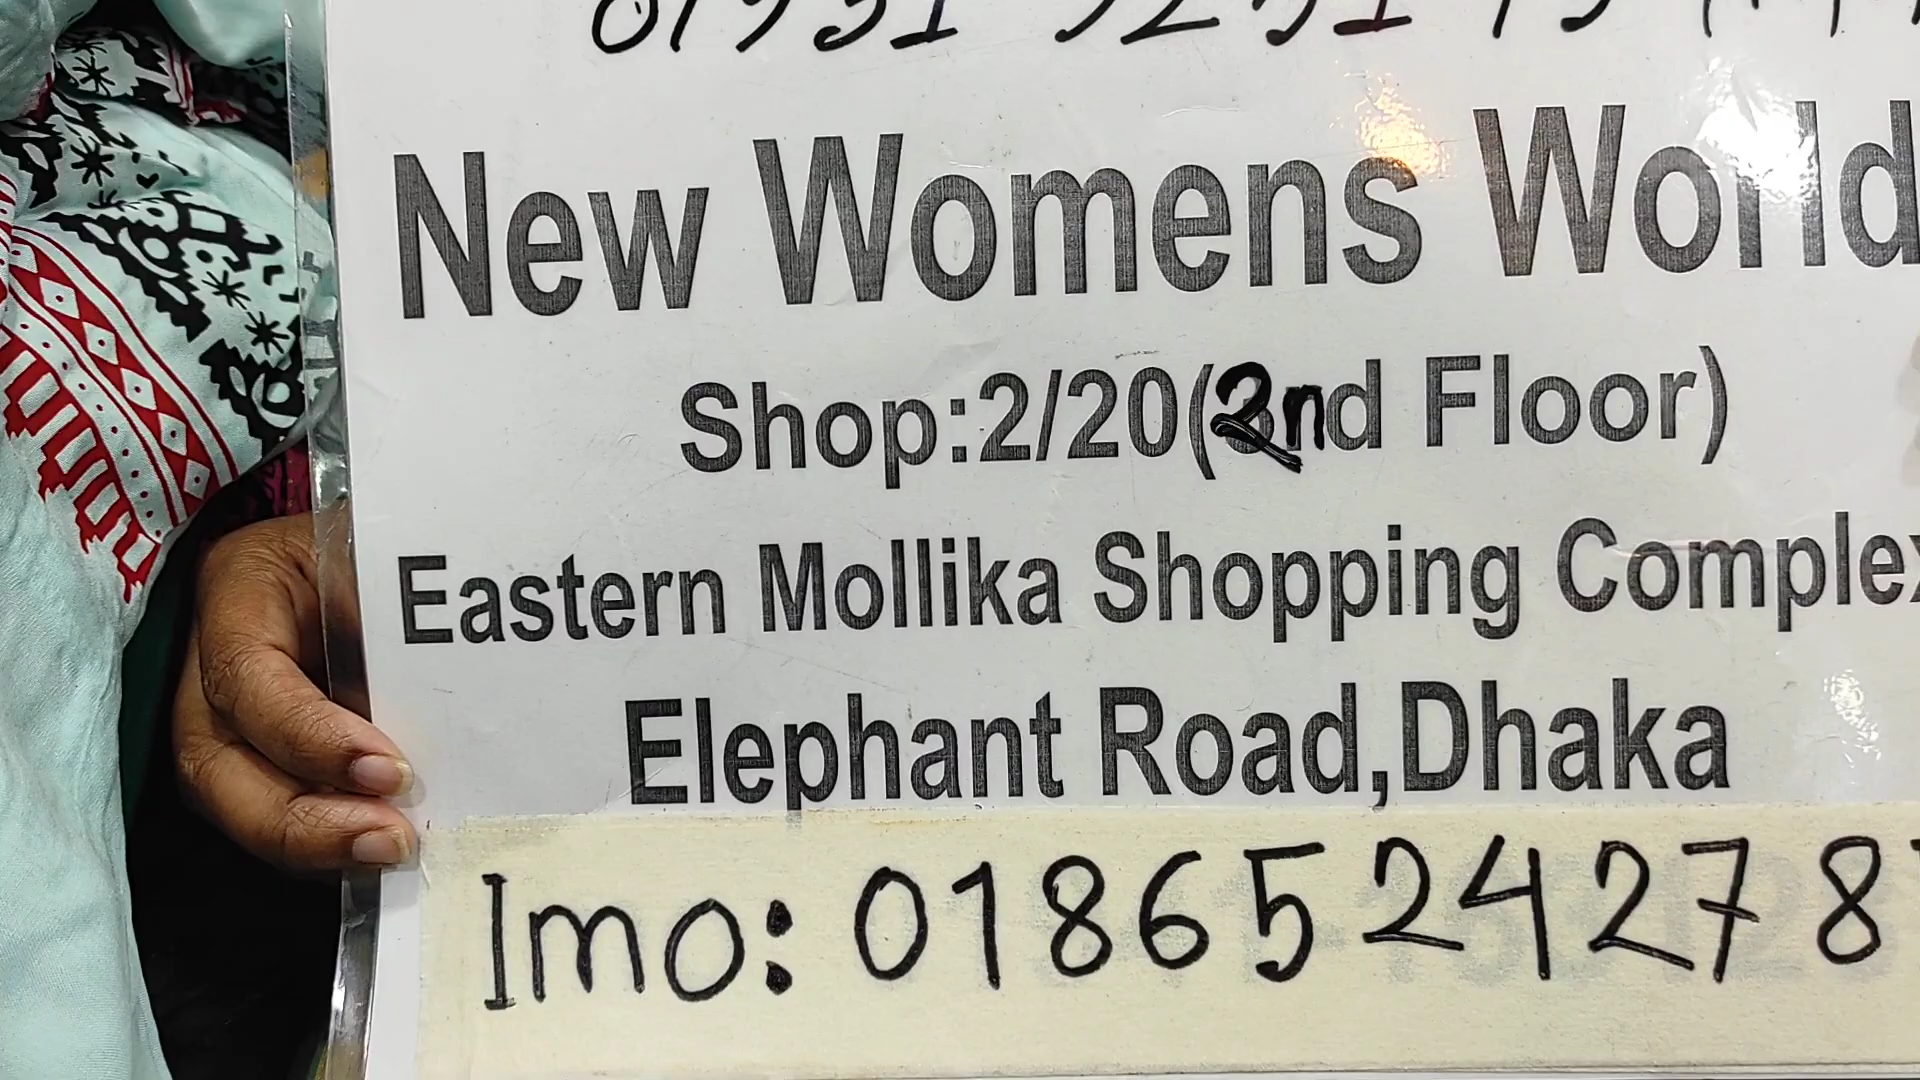 New Womens World
Shop:2/20(2nd Floor)
Eastern Mollika Shopping Complex
Elephant Road,Dhaka
Imo: 0186524278